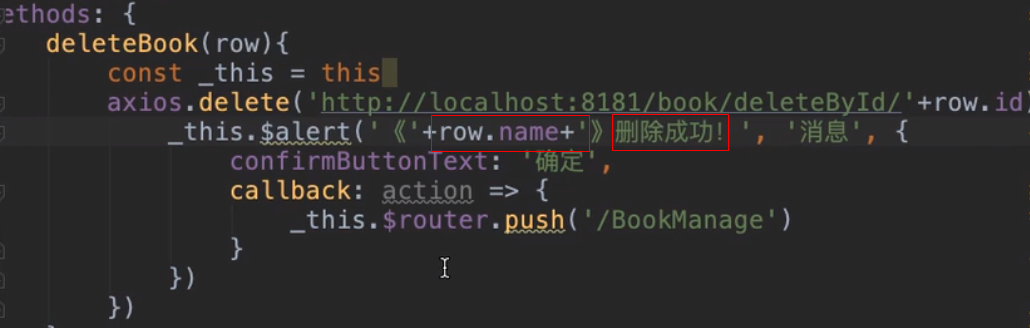 ethods: {
deleteBook(row){
const _this = this
axios.delete('http://localhost:8181/book/deleteById/'+row.id)
_this.$alert('《'+row.name+'》删除成功！', '消息', {
confirmButtonText: '确定',
callback: action => {
_this.$router.push('/BookManage')
}
})
})